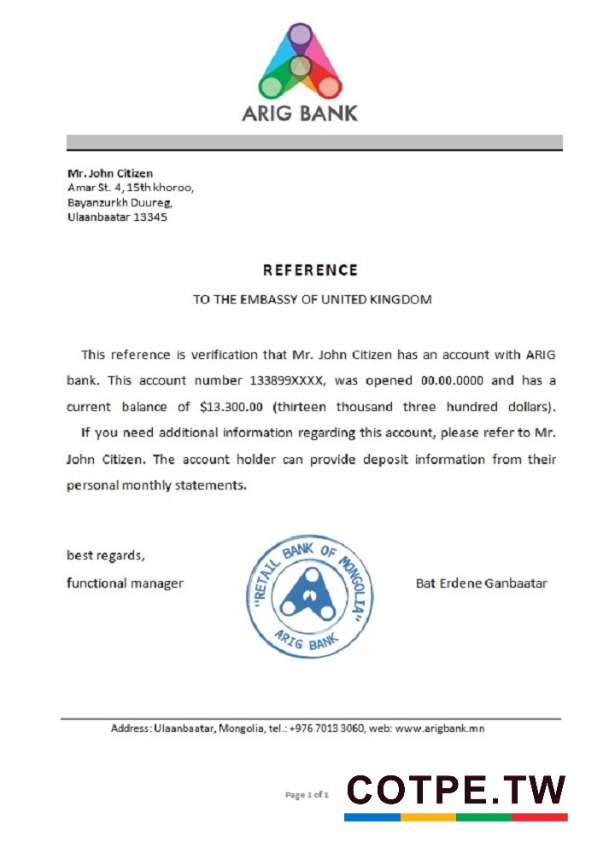 ARIG BANK
Mr. John Citizen
Amar St. 4, 15th khoroo,
Bayanzurkh Duureg,
Ulaanbaatar 13345
REFERENCE
TO THE EMBASSY OF UNITED KINGDOM
This reference is verification that Mr. John Citizen has an account with ARIG
bank. This account number 133899XXXX, was opened 00.00.0000 and has a
current balance of $13.300.00 (thirteen thousand three hundred dollars).
If you need additional information regarding this account, please refer to Mr.
John Citizen. The account holder can provide deposit information from their
personal monthly statements.
best regards,
functional manager
"RETAIL BANK OF MONGOLIA"
ARIG BANK
Bat Erdene Ganbaatar
Address: Ulaanbaatar, Mongolia, tel.: +976 7013 3060, web: www.arigbank.mn
Page 1 of 1
COTPE.TW